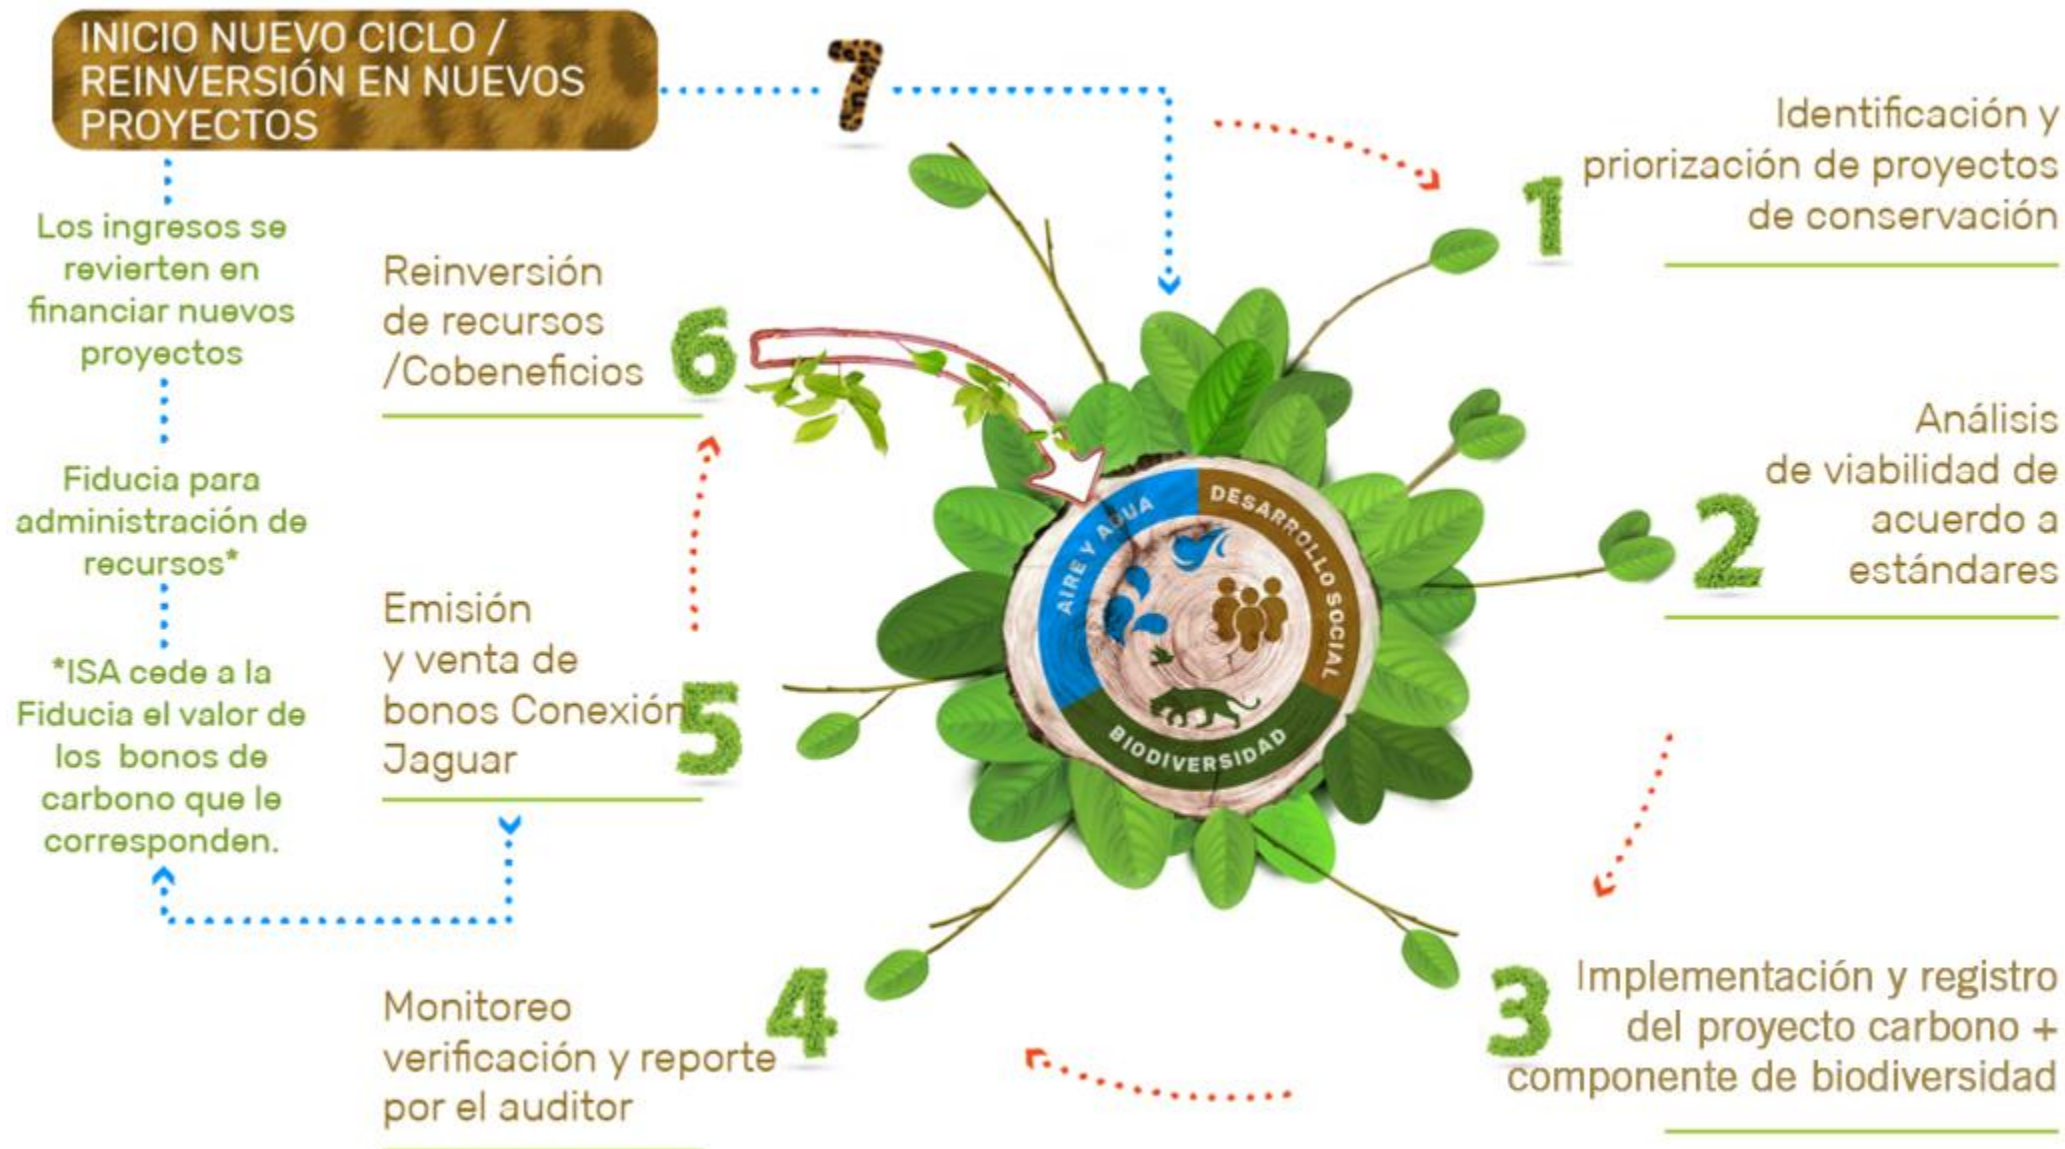 INICIO NUEVO CICLO /
REINVERSIÓN EN NUEVOS
PROYECTOS
7
Identificación y
priorización de proyectos
de conservación
1
Análisis
de viabilidad de
acuerdo a
estándares
2
Implementación y registro
del proyecto carbono +
componente de biodiversidad
3
Monitoreo
verificación y reporte
por el auditor
4
Emisión
y venta de
bonos Conexión
Jaguar
5
Reinversión
de recursos
/Cobeneficios
6
Los ingresos se
revierten en
financiar nuevos
proyectos
Fiducia para
administración de
recursos*
*ISA cede a la
Fiducia el valor de
los bonos de
carbono que le
corresponden.
AIRE Y AGUA
DESARROLLO SOCIAL
BIODIVERSIDAD